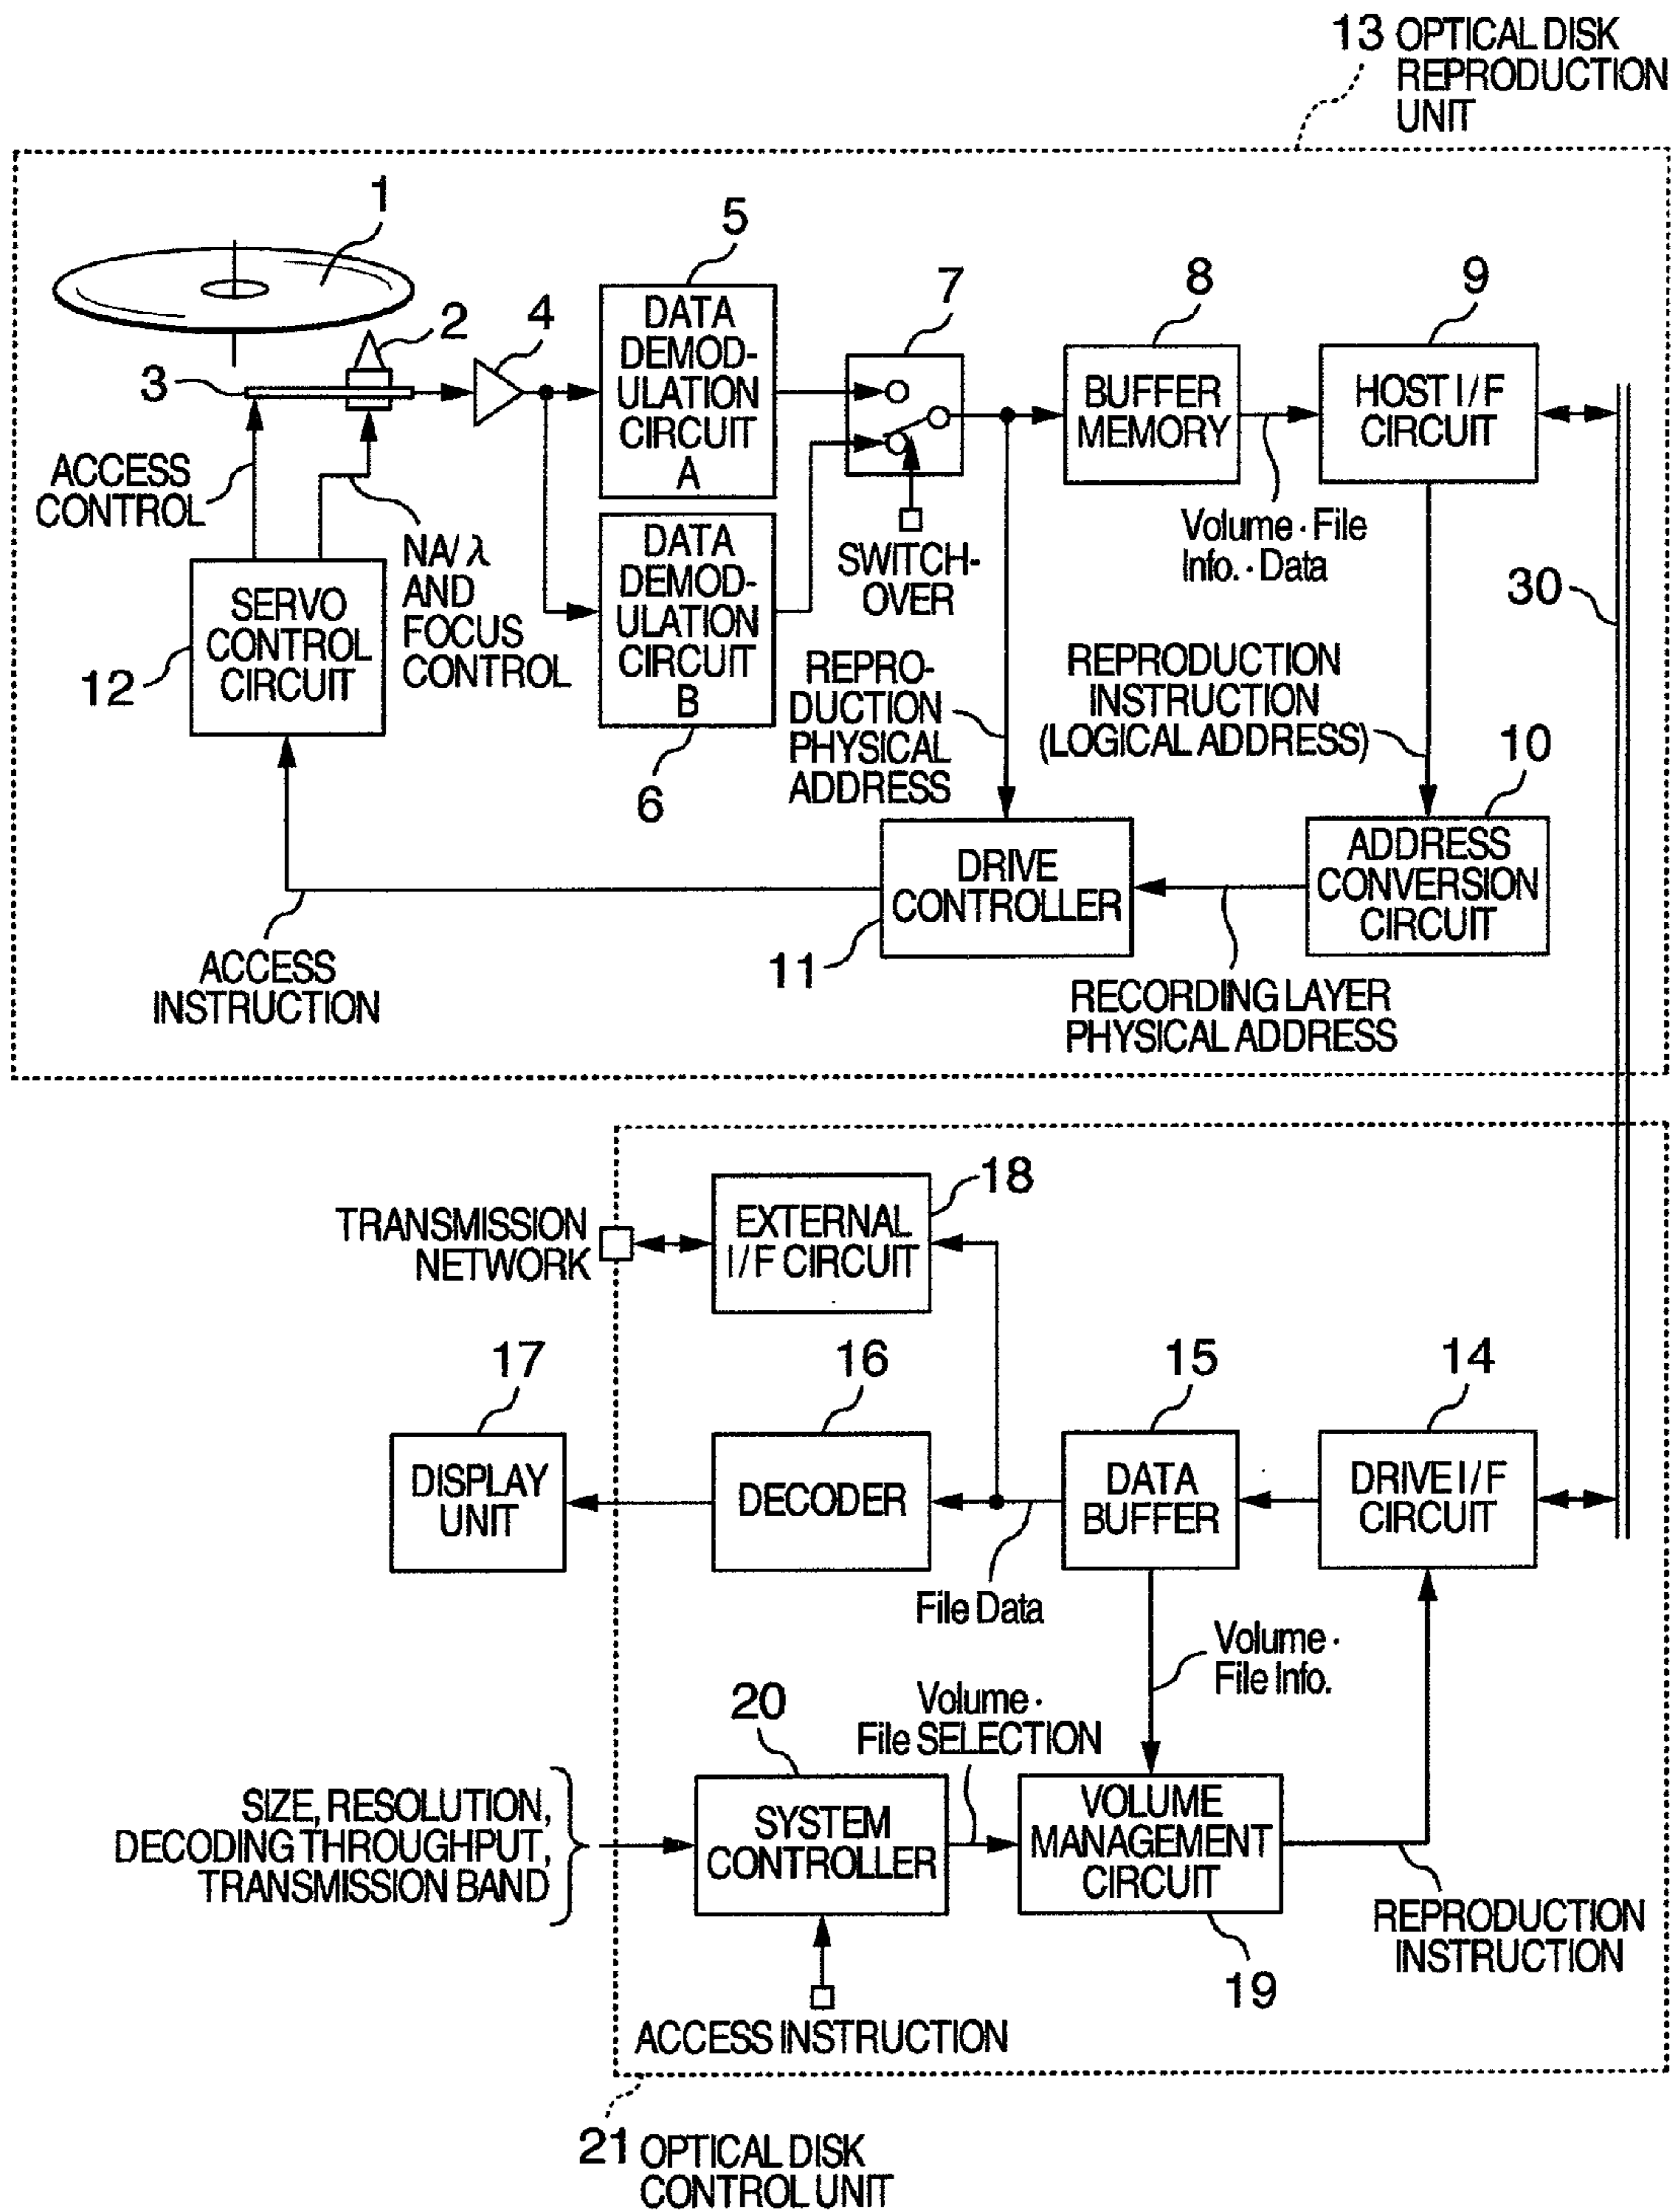 13 OPTICAL DISK
REPRODUCTION
UNIT
1
2
3
4
5
DATA
DEMOD-
ULATION
CIRCUIT
A
7
8
BUFFER
MEMORY
9
HOST I/F
CIRCUIT
ACCESS
CONTROL
NA/λ
AND
FOCUS
CONTROL
DATA
DEMOD-
ULATION
CIRCUIT
B
6
SWITCH-
OVER
Volume · File
Info. · Data
30
12
SERVO
CONTROL
CIRCUIT
REPRO-
DUCTION
PHYSICAL
ADDRESS
REPRODUCTION
INSTRUCTION
(LOGICAL ADDRESS)
10
ADDRESS
CONVERSION
CIRCUIT
DRIVE
CONTROLLER
11
ACCESS
INSTRUCTION
RECORDING LAYER
PHYSICAL ADDRESS
TRANSMISSION
NETWORK
18
EXTERNAL
I/F CIRCUIT
17
DISPLAY
UNIT
16
DECODER
15
DATA
BUFFER
14
DRIVE I/F
CIRCUIT
File Data
Volume ·
File Info.
20
Volume ·
File SELECTION
SIZE, RESOLUTION,
DECODING THROUGHPUT,
TRANSMISSION BAND
SYSTEM
CONTROLLER
VOLUME
MANAGEMENT
CIRCUIT
19
REPRODUCTION
INSTRUCTION
ACCESS INSTRUCTION
21 OPTICAL DISK
CONTROL UNIT